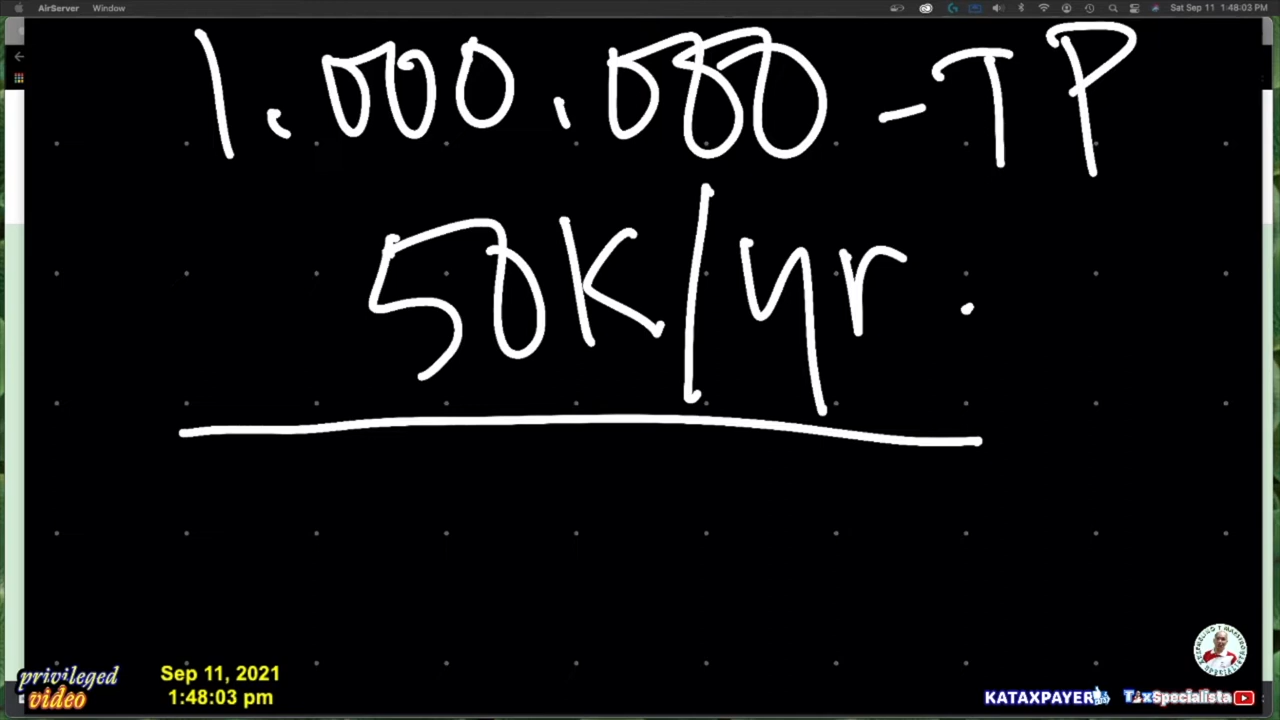 AirServer Window Sat Sep 11 1:48:03 PM
1.000.000 - TP
50K/yr.
privileged video
Sep 11, 2021
1:48:03 pm
KATAXPAYER TaxSpecialista